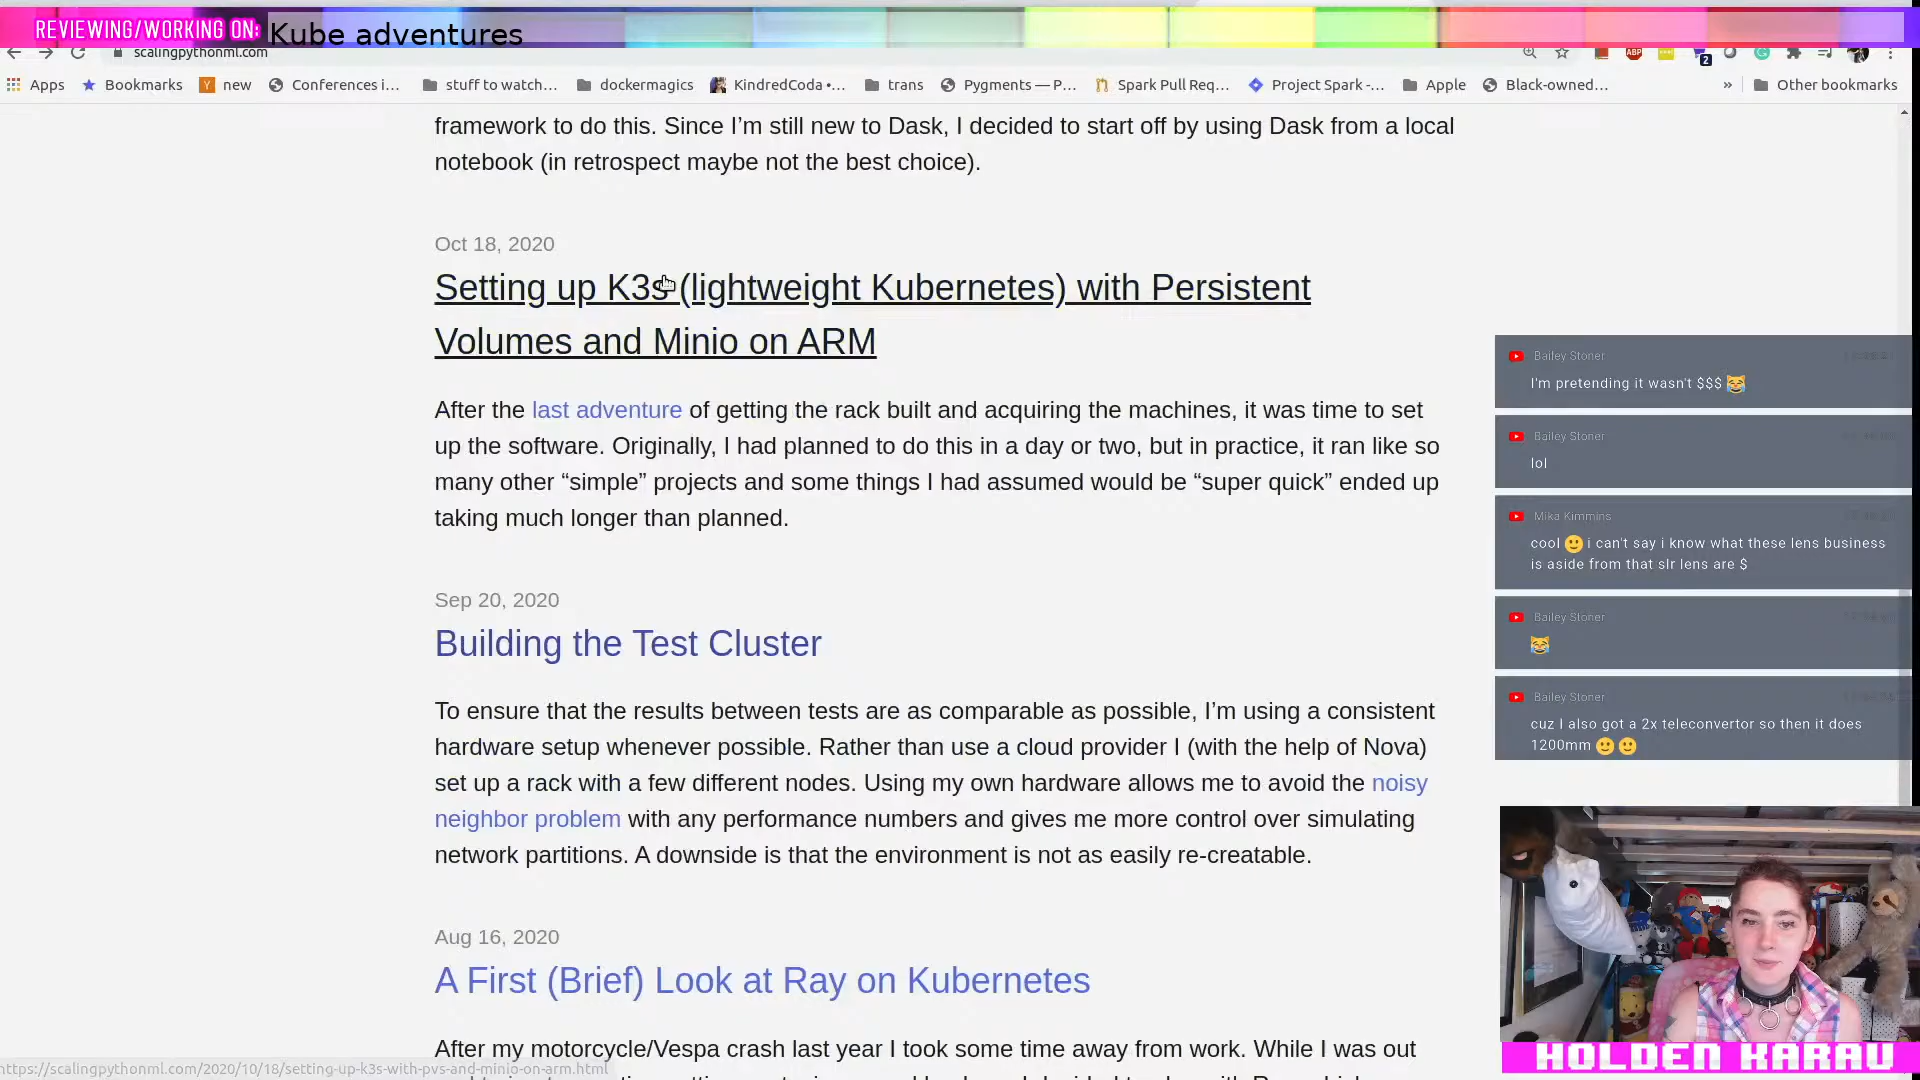 REVIEWING/WORKING ON: Kube adventures
scalingpythonml.com
Apps Bookmarks new Conferences i... stuff to watch... dockermagics KindredCoda •... trans Pygments — P... Spark Pull Req... Project Spark -... Apple Black-owned... » Other bookmarks
framework to do this. Since I’m still new to Dask, I decided to start off by using Dask from a local
notebook (in retrospect maybe not the best choice).
Oct 18, 2020
Setting up K3s (lightweight Kubernetes) with Persistent
Volumes and Minio on ARM
After the last adventure of getting the rack built and acquiring the machines, it was time to set
up the software. Originally, I had planned to do this in a day or two, but in practice, it ran like so
many other “simple” projects and some things I had assumed would be “super quick” ended up
taking much longer than planned.
Sep 20, 2020
Building the Test Cluster
To ensure that the results between tests are as comparable as possible, I’m using a consistent
hardware setup whenever possible. Rather than use a cloud provider I (with the help of Nova)
set up a rack with a few different nodes. Using my own hardware allows me to avoid the noisy
neighbor problem with any performance numbers and gives me more control over simulating
network partitions. A downside is that the environment is not as easily re-creatable.
Aug 16, 2020
A First (Brief) Look at Ray on Kubernetes
After my motorcycle/Vespa crash last year I took some time away from work. While I was out
https://scalingpythonml.com/2020/10/18/setting-up-k3s-with-pvs-and-minio-on-arm.html
Bailey Stoner
I'm pretending it wasn't $$$ 😹
Bailey Stoner
lol
Mika Kimmins
cool 🙂 i can't say i know what these lens business
is aside from that slr lens are $
Bailey Stoner
😹
Bailey Stoner
cuz I also got a 2x teleconvertor so then it does
1200mm 🙂 🙂
HOLDEN KARAU
ABP
2